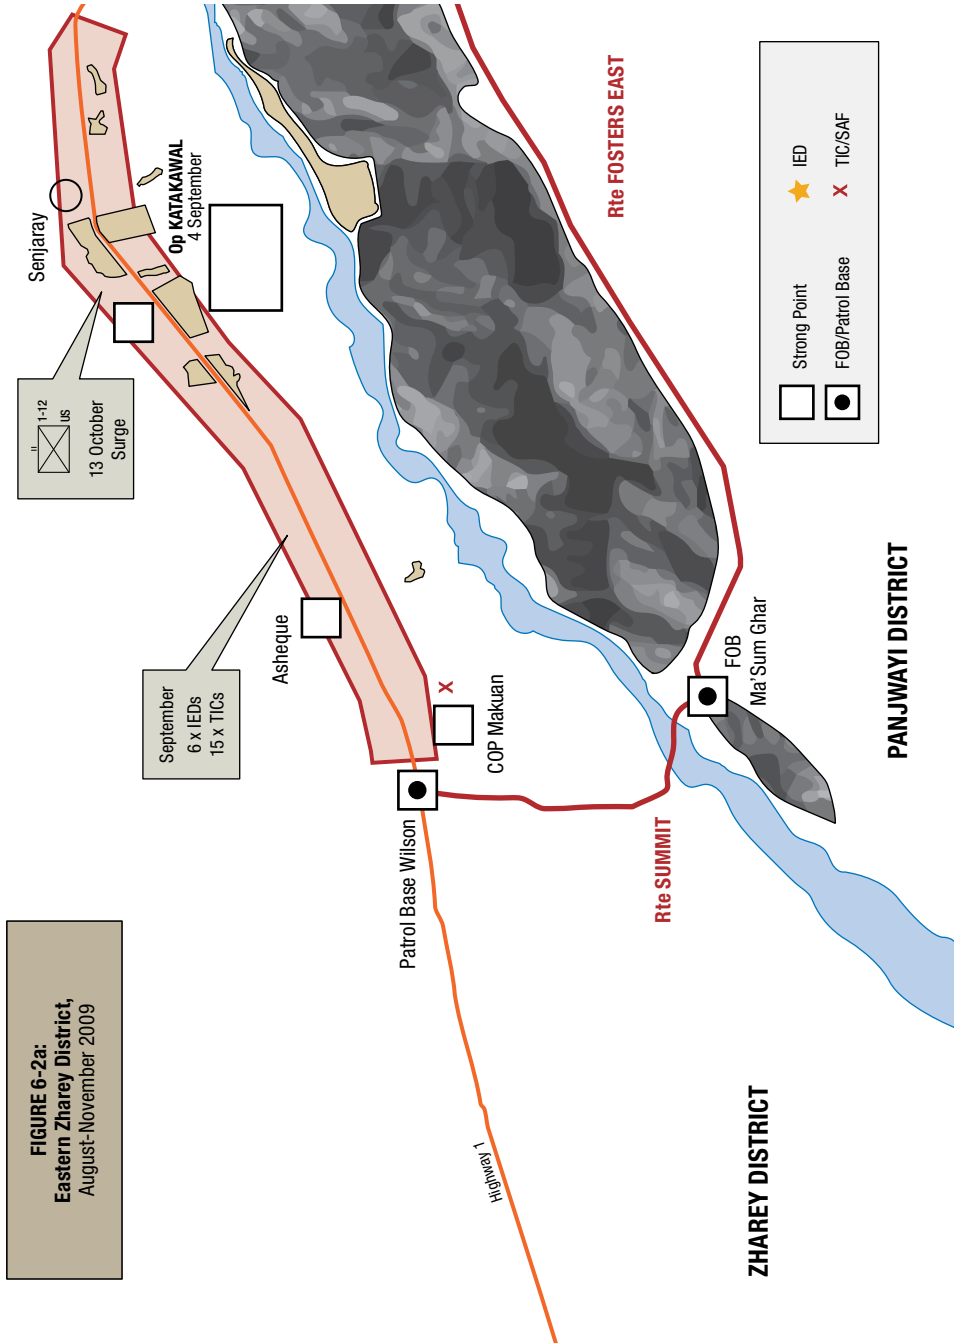 FIGURE 6-2a:
Eastern Zharey District,
August-November 2009
September
6 x IEDs
15 x TICs
II
1-12
US
13 October
Surge
Senjaray
Op KATAKAWAL
4 September
Asheque
COP Makuan
Patrol Base Wilson
Highway 1
Rte SUMMIT
Rte FOSTERS EAST
FOB
Ma'Sum Ghar
ZHAREY DISTRICT
PANJWAYI DISTRICT
Strong Point
FOB/Patrol Base
IED
X TIC/SAF
X